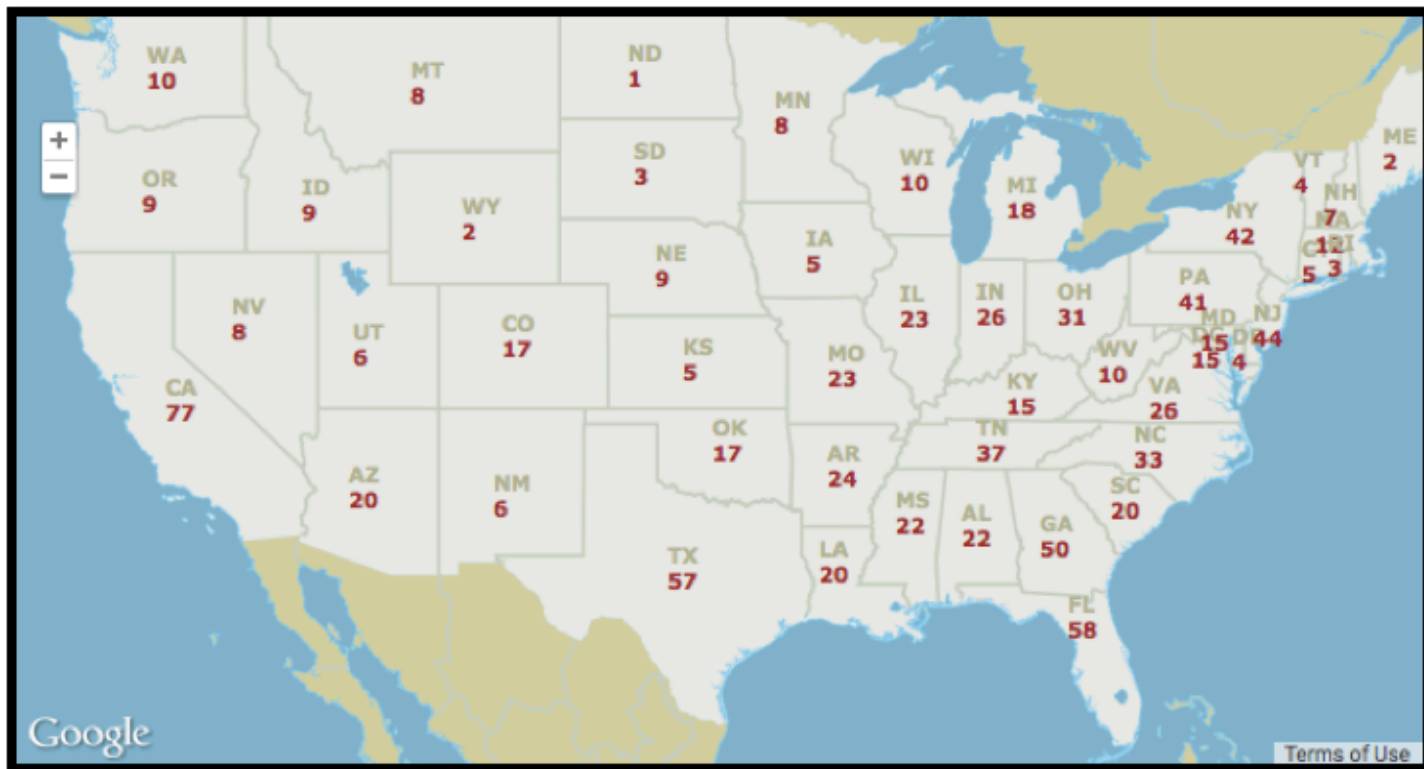 WA
10
MT
8
ND
1
MN
8
ME
2
+
−
OR
9
ID
9
WY
2
SD
3
WI
10
MI
18
VT
4
NH
7
NY
42
MA
12
RI
3
5
NE
9
IA
5
IL
23
IN
26
OH
31
PA
41
NJ
44
MD
15
15
4
NV
8
UT
6
CO
17
KS
5
MO
23
KY
15
WV
10
VA
26
CA
77
AZ
20
NM
6
OK
17
AR
24
TN
37
NC
33
SC
20
MS
22
AL
22
GA
50
TX
57
LA
20
FL
58
Google
Terms of Use